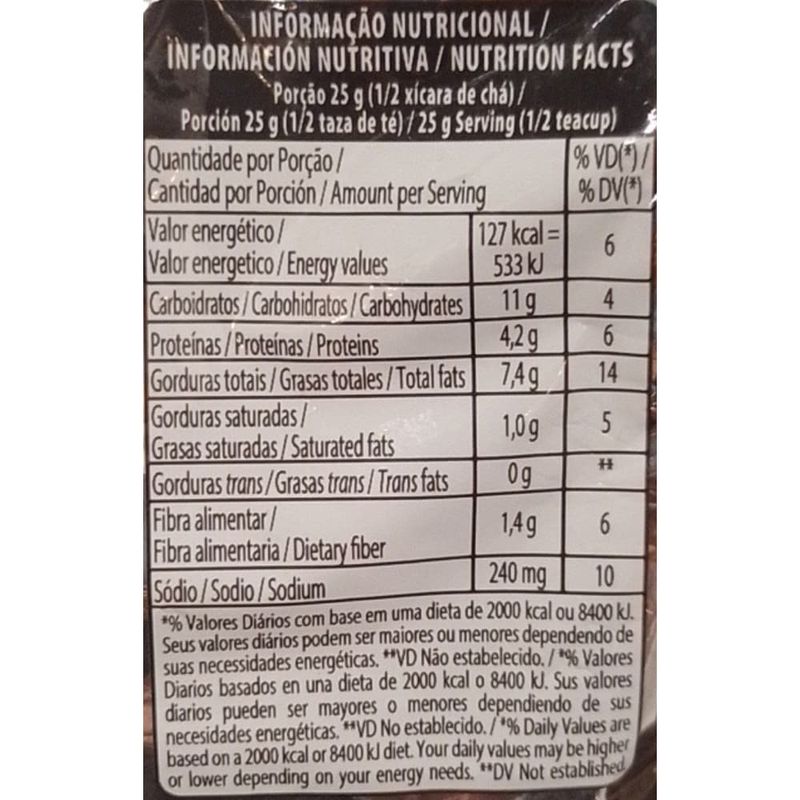 INFORMAÇÃO NUTRICIONAL /
INFORMACIÓN NUTRITIVA / NUTRITION FACTS
Porção 25 g (1/2 xícara de chá) /
Porción 25 g (1/2 taza de té) / 25 g Serving (1/2 teacup)
Quantidade por Porção /
Cantidad por Porción / Amount per Serving
% VD(*) /
% DV(*)
Valor energético /
Valor energetico / Energy values
127 kcal =
533 kJ
6
Carboidratos / Carbohidratos / Carbohydrates 11 g 4
Proteínas / Proteínas / Proteins 4,2 g 6
Gorduras totais / Grasas totales / Total fats 7,4 g 14
Gorduras saturadas /
Grasas saturadas / Saturated fats
1,0 g 5
Gorduras trans / Grasas trans / Trans fats 0 g **
Fibra alimentar /
Fibra alimentaria / Dietary fiber
1,4 g 6
Sódio / Sodio / Sodium 240 mg 10
*% Valores Diários com base em uma dieta de 2000 kcal ou 8400 kJ.
Seus valores diários podem ser maiores ou menores dependendo de
suas necessidades energéticas. **VD Não estabelecido. / *% Valores
Diarios basados en una dieta de 2000 kcal o 8400 kJ. Sus valores
diarios pueden ser mayores o menores dependiendo de sus
necesidades energéticas. **VD No establecido. / *% Daily Values are
based on a 2000 kcal or 8400 kJ diet. Your daily values may be higher
or lower depending on your energy needs. **DV Not established.